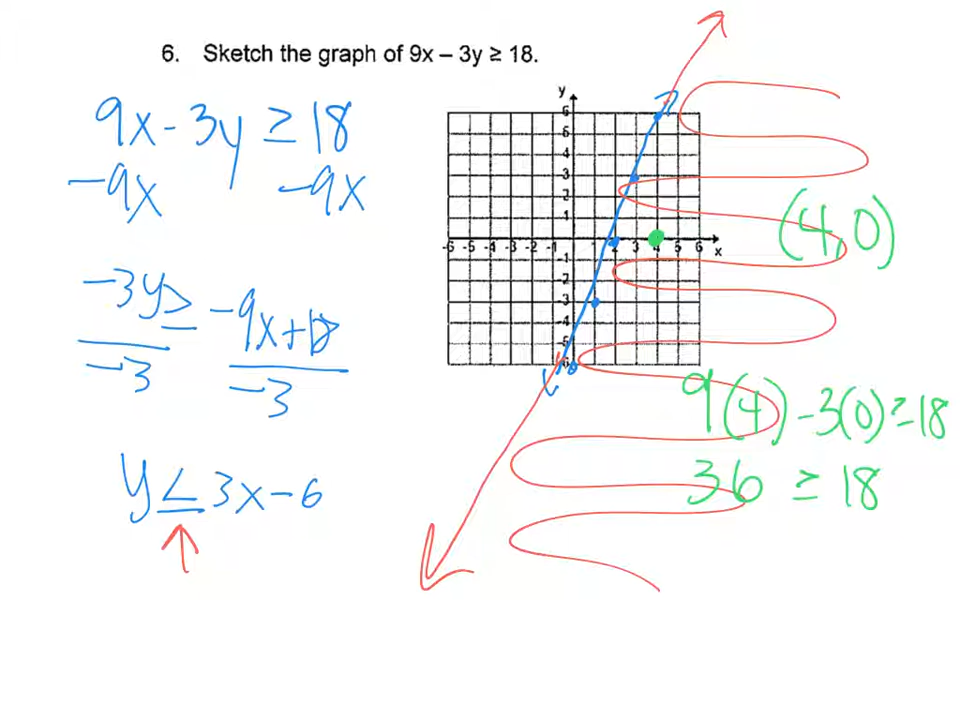 6. Sketch the graph of 9x – 3y ≥ 18.
9x - 3y ≥ 18
-9x -9x
-3y ≥ -9x + 18
-3 -3
y ≤ 3x - 6
y
6
5
4
3
2
1
-6 -5 -4 -3 -2 -1 1 2 3 4 5 6 x
-1
-2
-3
-4
-5
-6
(4,0)
9(4) - 3(0) ≥ 18
36 ≥ 18